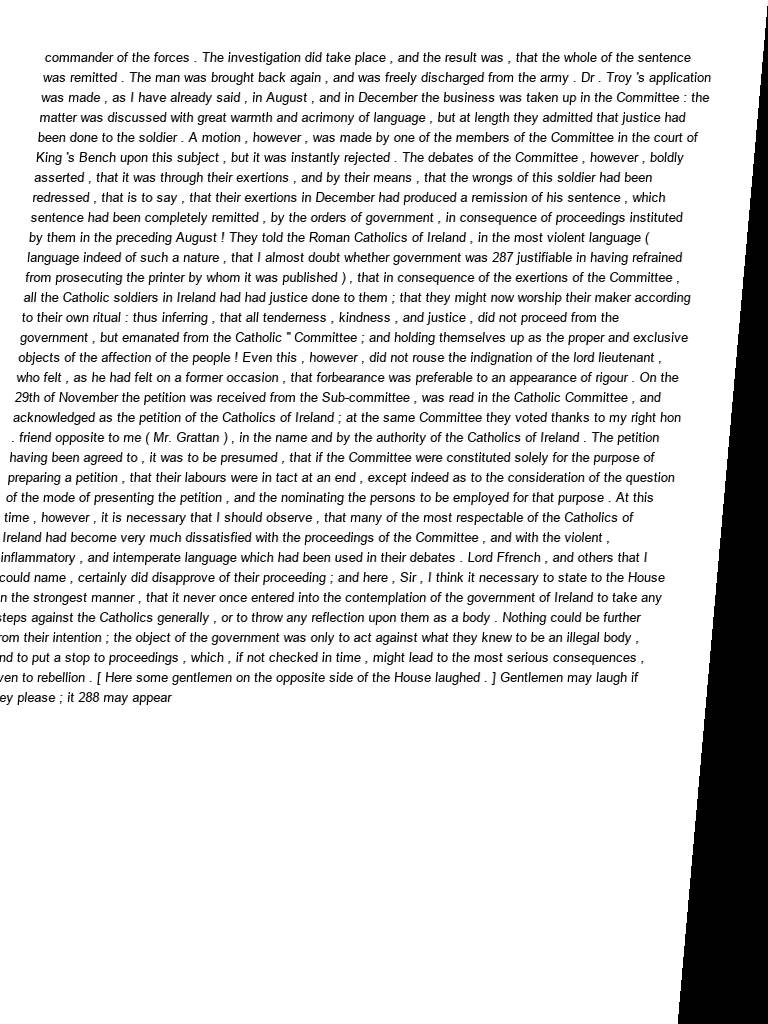 commander of the forces . The investigation did take place , and the result was , that the whole of the sentence
was remitted . The man was brought back again , and was freely discharged from the army . Dr . Troy 's application
was made , as I have already said , in August , and in December the business was taken up in the Committee : the
matter was discussed with great warmth and acrimony of language , but at length they admitted that justice had
been done to the soldier . A motion , however , was made by one of the members of the Committee in the court of
King 's Bench upon this subject , but it was instantly rejected . The debates of the Committee , however , boldly
asserted , that it was through their exertions , and by their means , that the wrongs of this soldier had been
redressed , that is to say , that their exertions in December had produced a remission of his sentence , which
sentence had been completely remitted , by the orders of government , in consequence of proceedings instituted
by them in the preceding August ! They told the Roman Catholics of Ireland , in the most violent language (
language indeed of such a nature , that I almost doubt whether government was 287 justifiable in having refrained
from prosecuting the printer by whom it was published ) , that in consequence of the exertions of the Committee ,
all the Catholic soldiers in Ireland had had justice done to them ; that they might now worship their maker according
to their own ritual : thus inferring , that all tenderness , kindness , and justice , did not proceed from the
government , but emanated from the Catholic " Committee ; and holding themselves up as the proper and exclusive
objects of the affection of the people ! Even this , however , did not rouse the indignation of the lord lieutenant ,
who felt , as he had felt on a former occasion , that forbearance was preferable to an appearance of rigour . On the
29th of November the petition was received from the Sub-committee , was read in the Catholic Committee , and
acknowledged as the petition of the Catholics of Ireland ; at the same Committee they voted thanks to my right hon
. friend opposite to me ( Mr. Grattan ) , in the name and by the authority of the Catholics of Ireland . The petition
having been agreed to , it was to be presumed , that if the Committee were constituted solely for the purpose of
preparing a petition , that their labours were in tact at an end , except indeed as to the consideration of the question
of the mode of presenting the petition , and the nominating the persons to be employed for that purpose . At this
time , however , it is necessary that I should observe , that many of the most respectable of the Catholics of
Ireland had become very much dissatisfied with the proceedings of the Committee , and with the violent ,
inflammatory , and intemperate language which had been used in their debates . Lord Ffrench , and others that I
could name , certainly did disapprove of their proceeding ; and here , Sir , I think it necessary to state to the House
n the strongest manner , that it never once entered into the contemplation of the government of Ireland to take any
steps against the Catholics generally , or to throw any reflection upon them as a body . Nothing could be further
rom their intention ; the object of the government was only to act against what they knew to be an illegal body ,
nd to put a stop to proceedings , which , if not checked in time , might lead to the most serious consequences ,
ven to rebellion . [ Here some gentlemen on the opposite side of the House laughed . ] Gentlemen may laugh if
ey please ; it 288 may appear